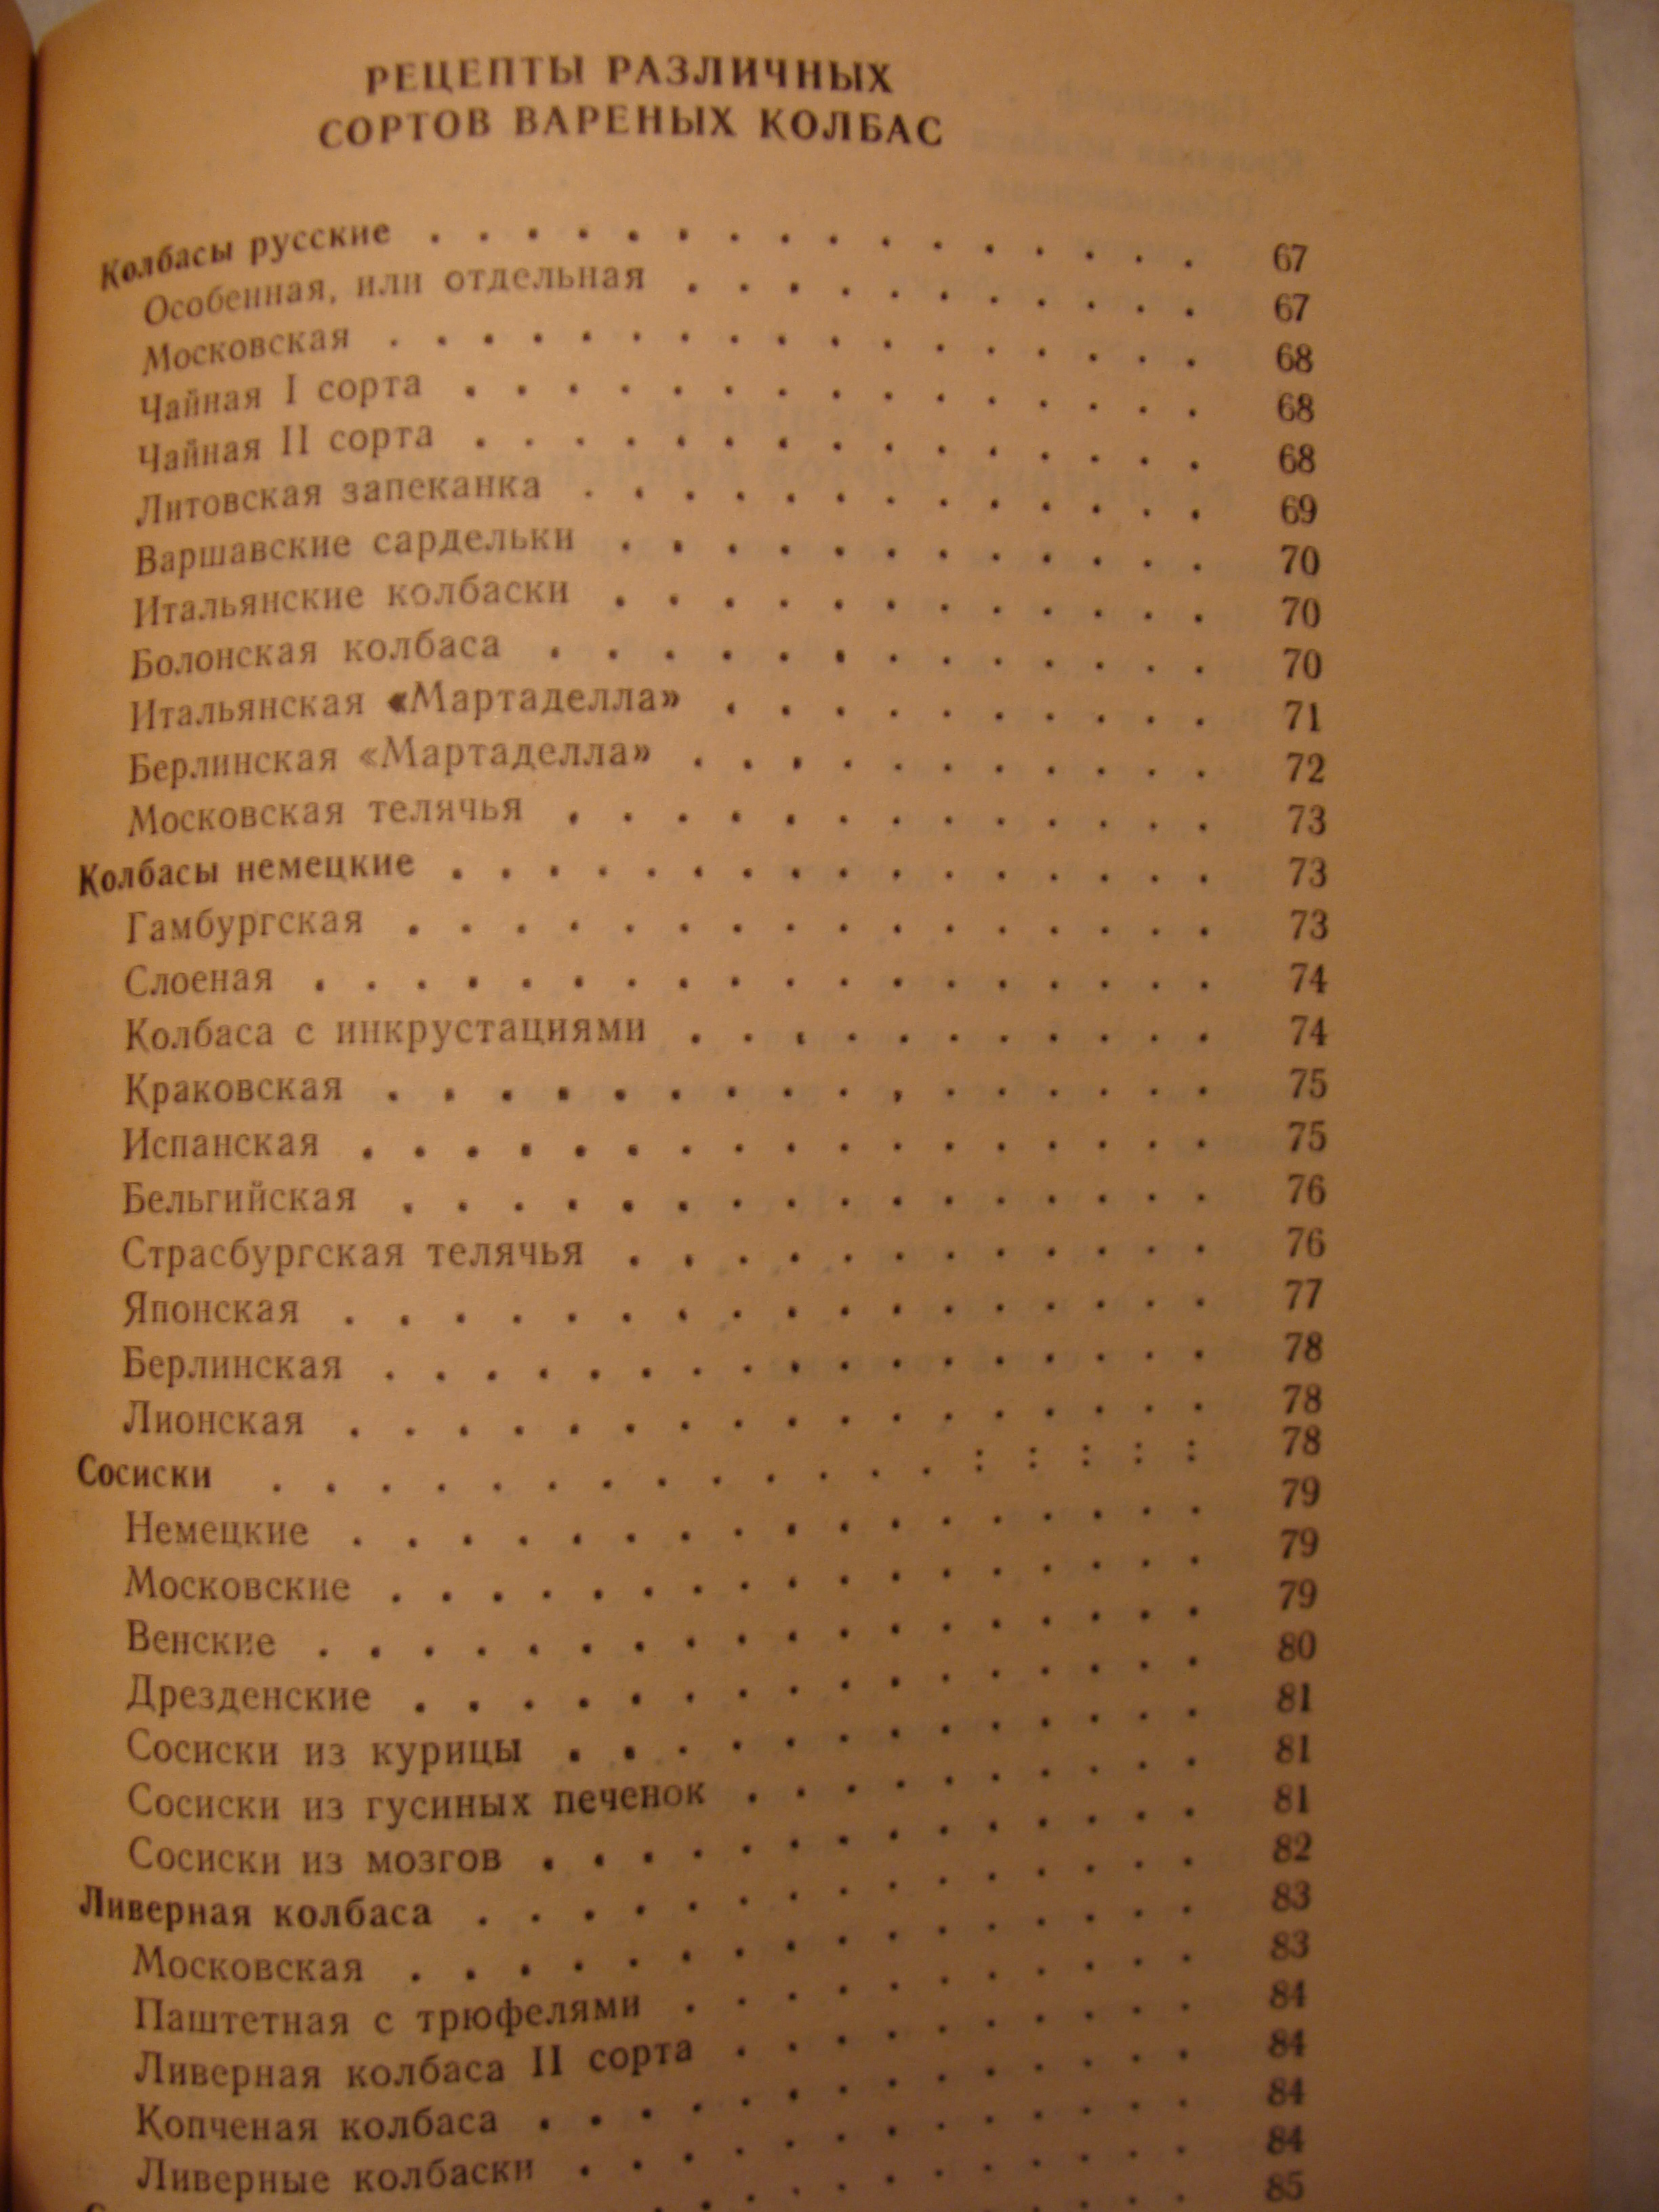 РЕЦЕПТЫ РАЗЛИЧНЫХ
СОРТОВ ВАРЕНЫХ КОЛБАС
Колбасы русские . . . . . . . . . . . . . . . . 67
Особенная, или отдельная . . . . . . . . . . . 67
Московская . . . . . . . . . . . . . . . . . 68
Чайная I сорта . . . . . . . . . . . . . . . 68
Чайная II сорта . . . . . . . . . . . . . . 68
Литовская запеканка . . . . . . . . . . . . . 69
Варшавские сардельки . . . . . . . . . . . . 70
Итальянские колбаски . . . . . . . . . . . . 70
Болонская колбаса . . . . . . . . . . . . . 70
Итальянская «Мартаделла» . . . . . . . . . . 71
Берлинская «Мартаделла» . . . . . . . . . . . 72
Московская телячья . . . . . . . . . . . . . 73
Колбасы немецкие . . . . . . . . . . . . . . . 73
Гамбургская . . . . . . . . . . . . . . . . 73
Слоеная . . . . . . . . . . . . . . . . . . 74
Колбаса с инкрустациями . . . . . . . . . . . 74
Краковская . . . . . . . . . . . . . . . . 75
Испанская . . . . . . . . . . . . . . . . . 75
Бельгийская . . . . . . . . . . . . . . . . 76
Страсбургская телячья . . . . . . . . . . . . 76
Японская . . . . . . . . . . . . . . . . . 77
Берлинская . . . . . . . . . . . . . . . . . 78
Лионская . . . . . . . . . . . . . . . . . 78
Сосиски . . . . . . . . . . . . . : : : : : 78
Немецкие . . . . . . . . . . . . . . . . . 79
Московские . . . . . . . . . . . . . . . . 79
Венские . . . . . . . . . . . . . . . . . . 79
Дрезденские . . . . . . . . . . . . . . . . 80
Сосиски из курицы . . . . . . . . . . . . . 81
Сосиски из гусиных печенок . . . . . . . . . . 81
Сосиски из мозгов . . . . . . . . . . . . . . 81
Ливерная колбаса . . . . . . . . . . . . . . . 82
Московская . . . . . . . . . . . . . . . . 83
Паштетная с трюфелями . . . . . . . . . . . 83
Ливерная колбаса II сорта . . . . . . . . . . 84
Копченая колбаса . . . . . . . . . . . . . . 84
Ливерные колбаски . . . . . . . . . . . . . 84
84
85